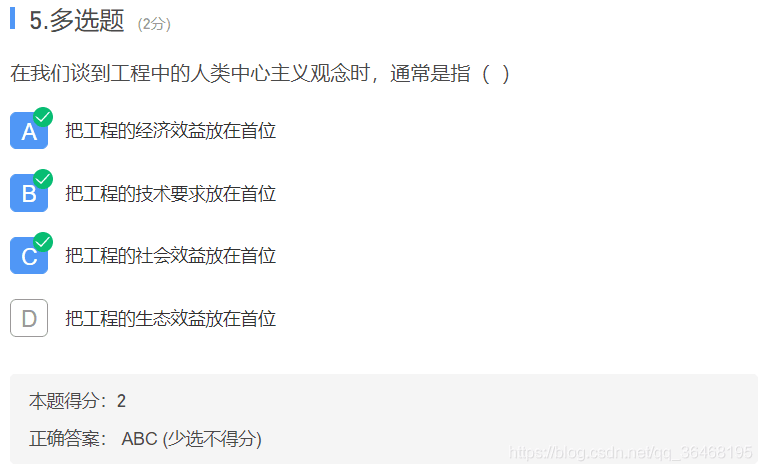 5.多选题 (2分)
在我们谈到工程中的人类中心主义观念时，通常是指（ ）
A 把工程的经济效益放在首位
B 把工程的技术要求放在首位
C 把工程的社会效益放在首位
D 把工程的生态效益放在首位
本题得分：2
正确答案： ABC (少选不得分)
https://blog.csdn.net/qq_36468195